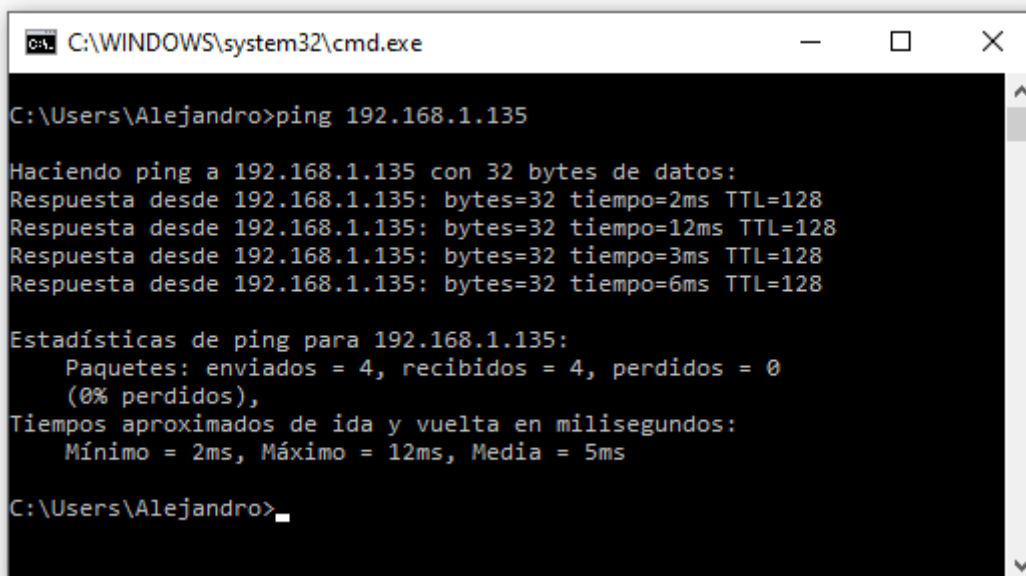 C:\WINDOWS\system32\cmd.exe
C:\Users\Alejandro>ping 192.168.1.135
Haciendo ping a 192.168.1.135 con 32 bytes de datos:
Respuesta desde 192.168.1.135: bytes=32 tiempo=2ms TTL=128
Respuesta desde 192.168.1.135: bytes=32 tiempo=12ms TTL=128
Respuesta desde 192.168.1.135: bytes=32 tiempo=3ms TTL=128
Respuesta desde 192.168.1.135: bytes=32 tiempo=6ms TTL=128
Estadísticas de ping para 192.168.1.135:
Paquetes: enviados = 4, recibidos = 4, perdidos = 0
(0% perdidos),
Tiempos aproximados de ida y vuelta en milisegundos:
Mínimo = 2ms, Máximo = 12ms, Media = 5ms
C:\Users\Alejandro>